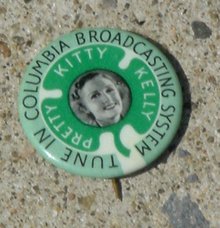 TUNE IN COLUMBIA BROADCASTING SYSTEM
PRETTY KITTY KELLY